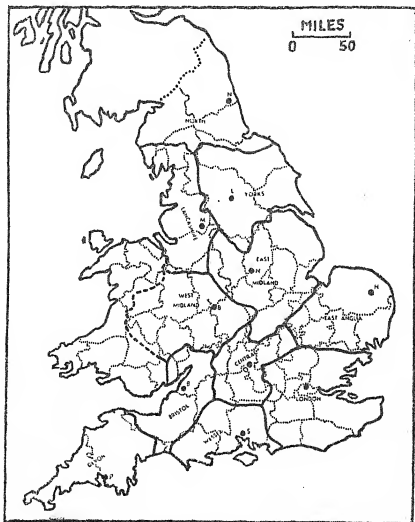 MILES
0 50
N
NORTH
L YORKS
M
EAST
N
MIDLAND
N
WEST
MIDLAND
B
EAST ANGLIA
LONDON
B
BRISTOL
S
P